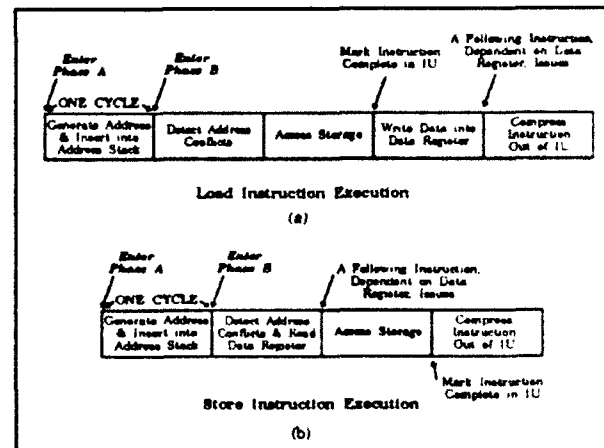 Enter
Phase A
Enter
Phase B
Mark Instruction
Complete in IU
A Following Instruction,
Dependent on Data
Register, Issues
ONE CYCLE
Generate Address
& Insert into
Address Stack
Detect Address
Conflicts
Access Storage
Write Data into
Data Register
Compress
Instruction
Out of IU
Load Instruction Execution
(a)
Enter
Phase A
Enter
Phase B
A Following Instruction,
Dependent on Data
Register, Issues
ONE CYCLE
Generate Address
& Insert into
Address Stack
Detect Address
Conflicts & Read
Data Register
Access Storage
Compress
Instruction
Out of IU
Mark Instruction
Complete in IU
Store Instruction Execution
(b)